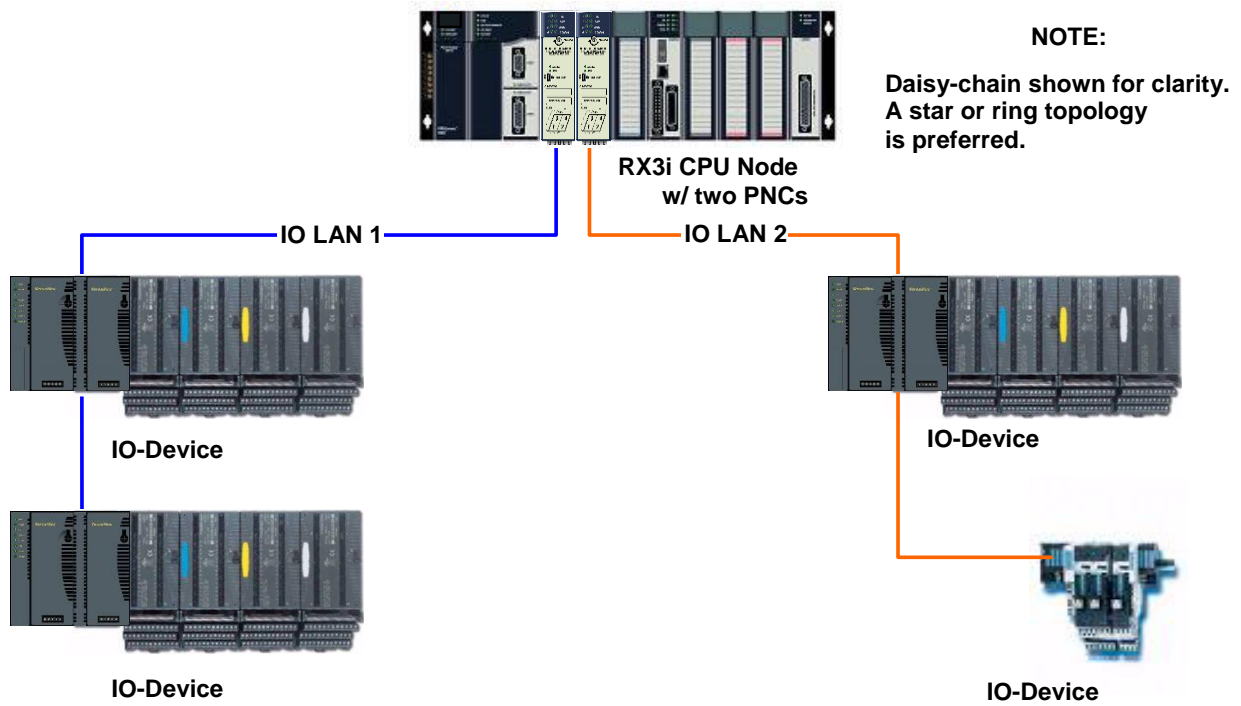 NOTE:
Daisy-chain shown for clarity.
A star or ring topology
is preferred.
RX3i CPU Node
w/ two PNCs
IO LAN 1
IO LAN 2
IO-Device
IO-Device
IO-Device
IO-Device